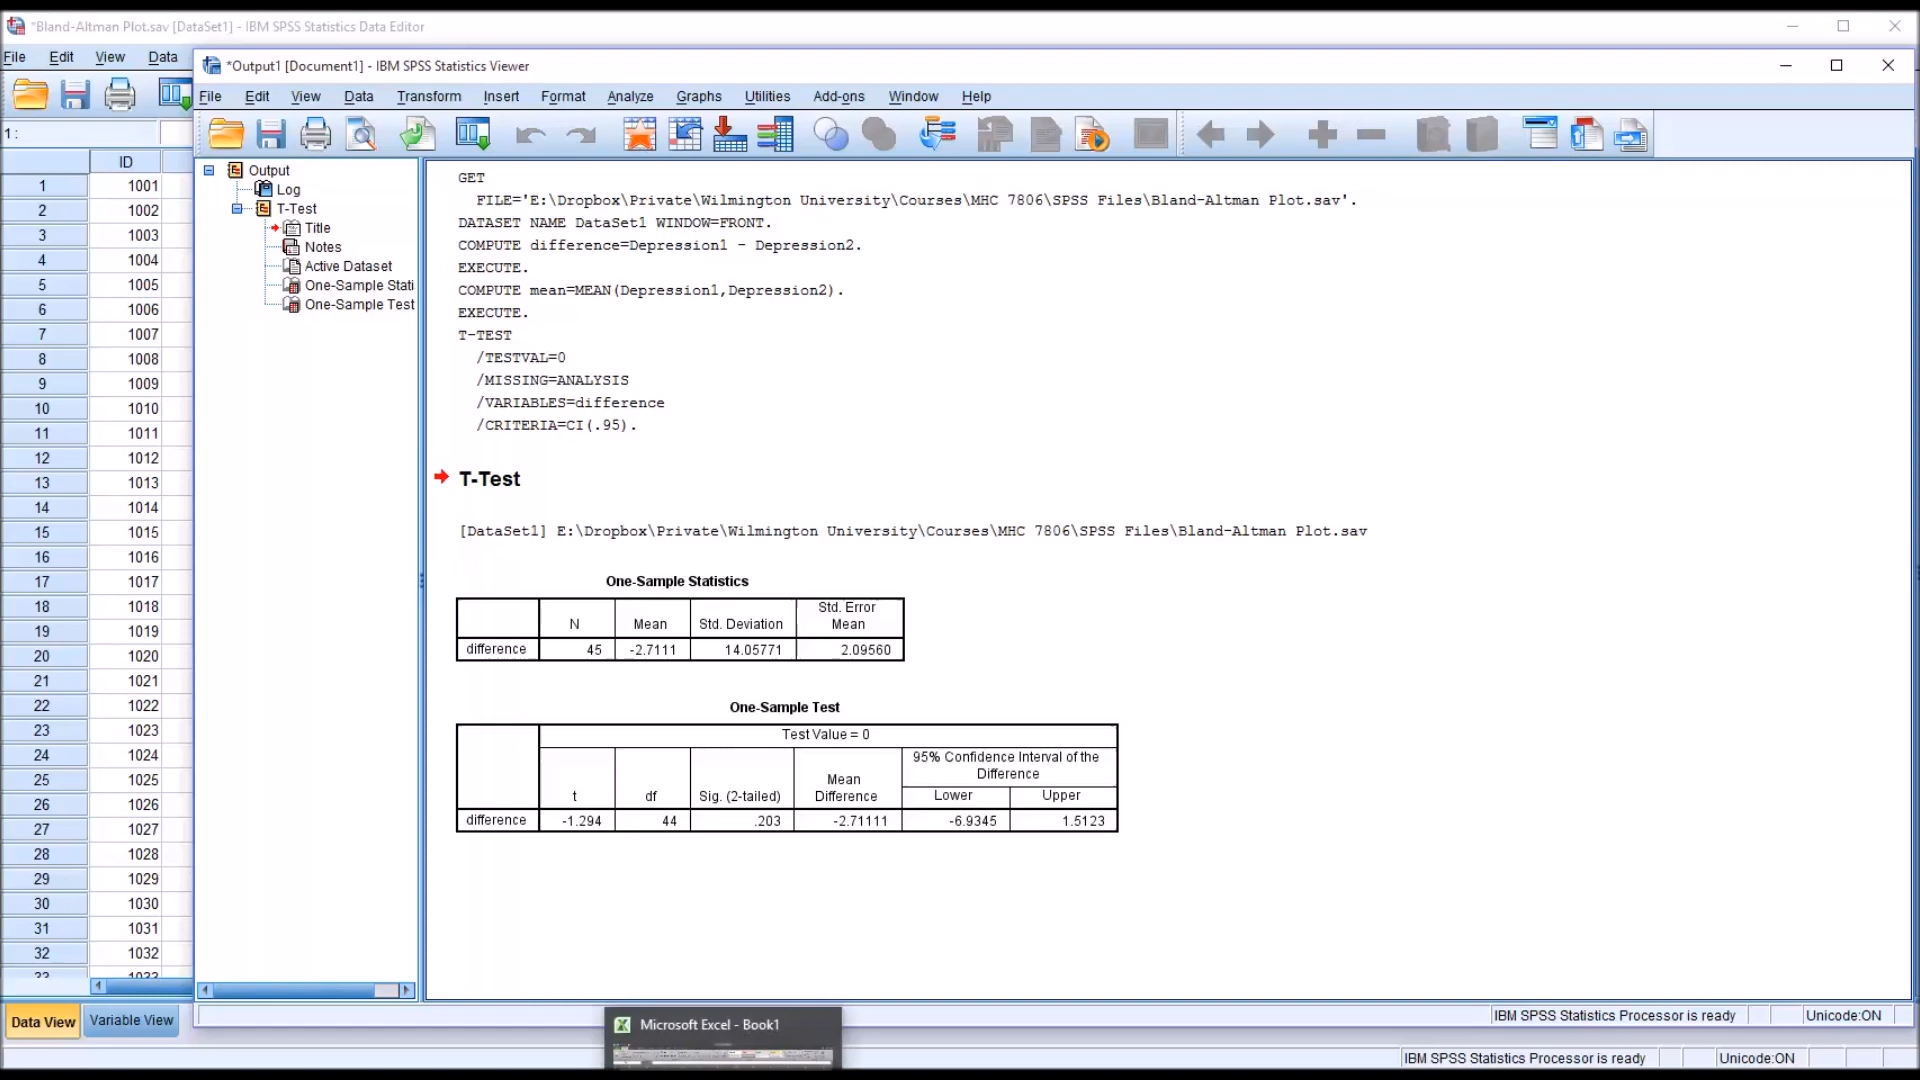 *Bland-Altman Plot.sav [DataSet1] - IBM SPSS Statistics Data Editor
File Edit View Data
*Output1 [Document1] - IBM SPSS Statistics Viewer
File Edit View Data Transform Insert Format Analyze Graphs Utilities Add-ons Window Help
1 :
ID
1 1001
2 1002
3 1003
4 1004
5 1005
6 1006
7 1007
8 1008
9 1009
10 1010
11 1011
12 1012
13 1013
14 1014
15 1015
16 1016
17 1017
18 1018
19 1019
20 1020
21 1021
22 1022
23 1023
24 1024
25 1025
26 1026
27 1027
28 1028
29 1029
30 1030
31 1031
32 1032
33 1033
Data View Variable View
Output
Log
T-Test
Title
Notes
Active Dataset
One-Sample Stati
One-Sample Test
GET
FILE='E:\Dropbox\Private\Wilmington University\Courses\MHC 7806\SPSS Files\Bland-Altman Plot.sav'.
DATASET NAME DataSet1 WINDOW=FRONT.
COMPUTE difference=Depression1 - Depression2.
EXECUTE.
COMPUTE mean=MEAN(Depression1,Depression2).
EXECUTE.
T-TEST
/TESTVAL=0
/MISSING=ANALYSIS
/VARIABLES=difference
/CRITERIA=CI(.95).
T-Test
[DataSet1] E:\Dropbox\Private\Wilmington University\Courses\MHC 7806\SPSS Files\Bland-Altman Plot.sav
One-Sample Statistics
N Mean Std. Deviation Std. Error Mean
difference 45 -2.7111 14.05771 2.09560
One-Sample Test
Test Value = 0
95% Confidence Interval of the Difference
t df Sig. (2-tailed) Mean Difference Lower Upper
difference -1.294 44 .203 -2.71111 -6.9345 1.5123
IBM SPSS Statistics Processor is ready Unicode:ON
Microsoft Excel - Book1
IBM SPSS Statistics Processor is ready Unicode:ON